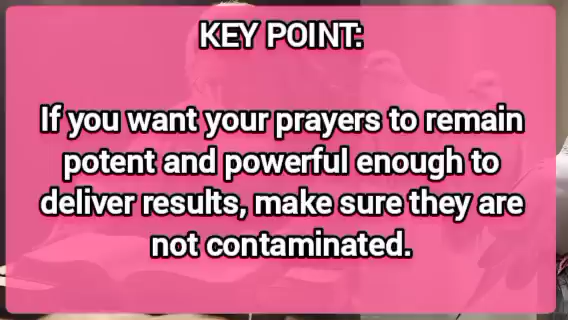 KEY POINT:
If you want your prayers to remain
potent and powerful enough to
deliver results, make sure they are
not contaminated.